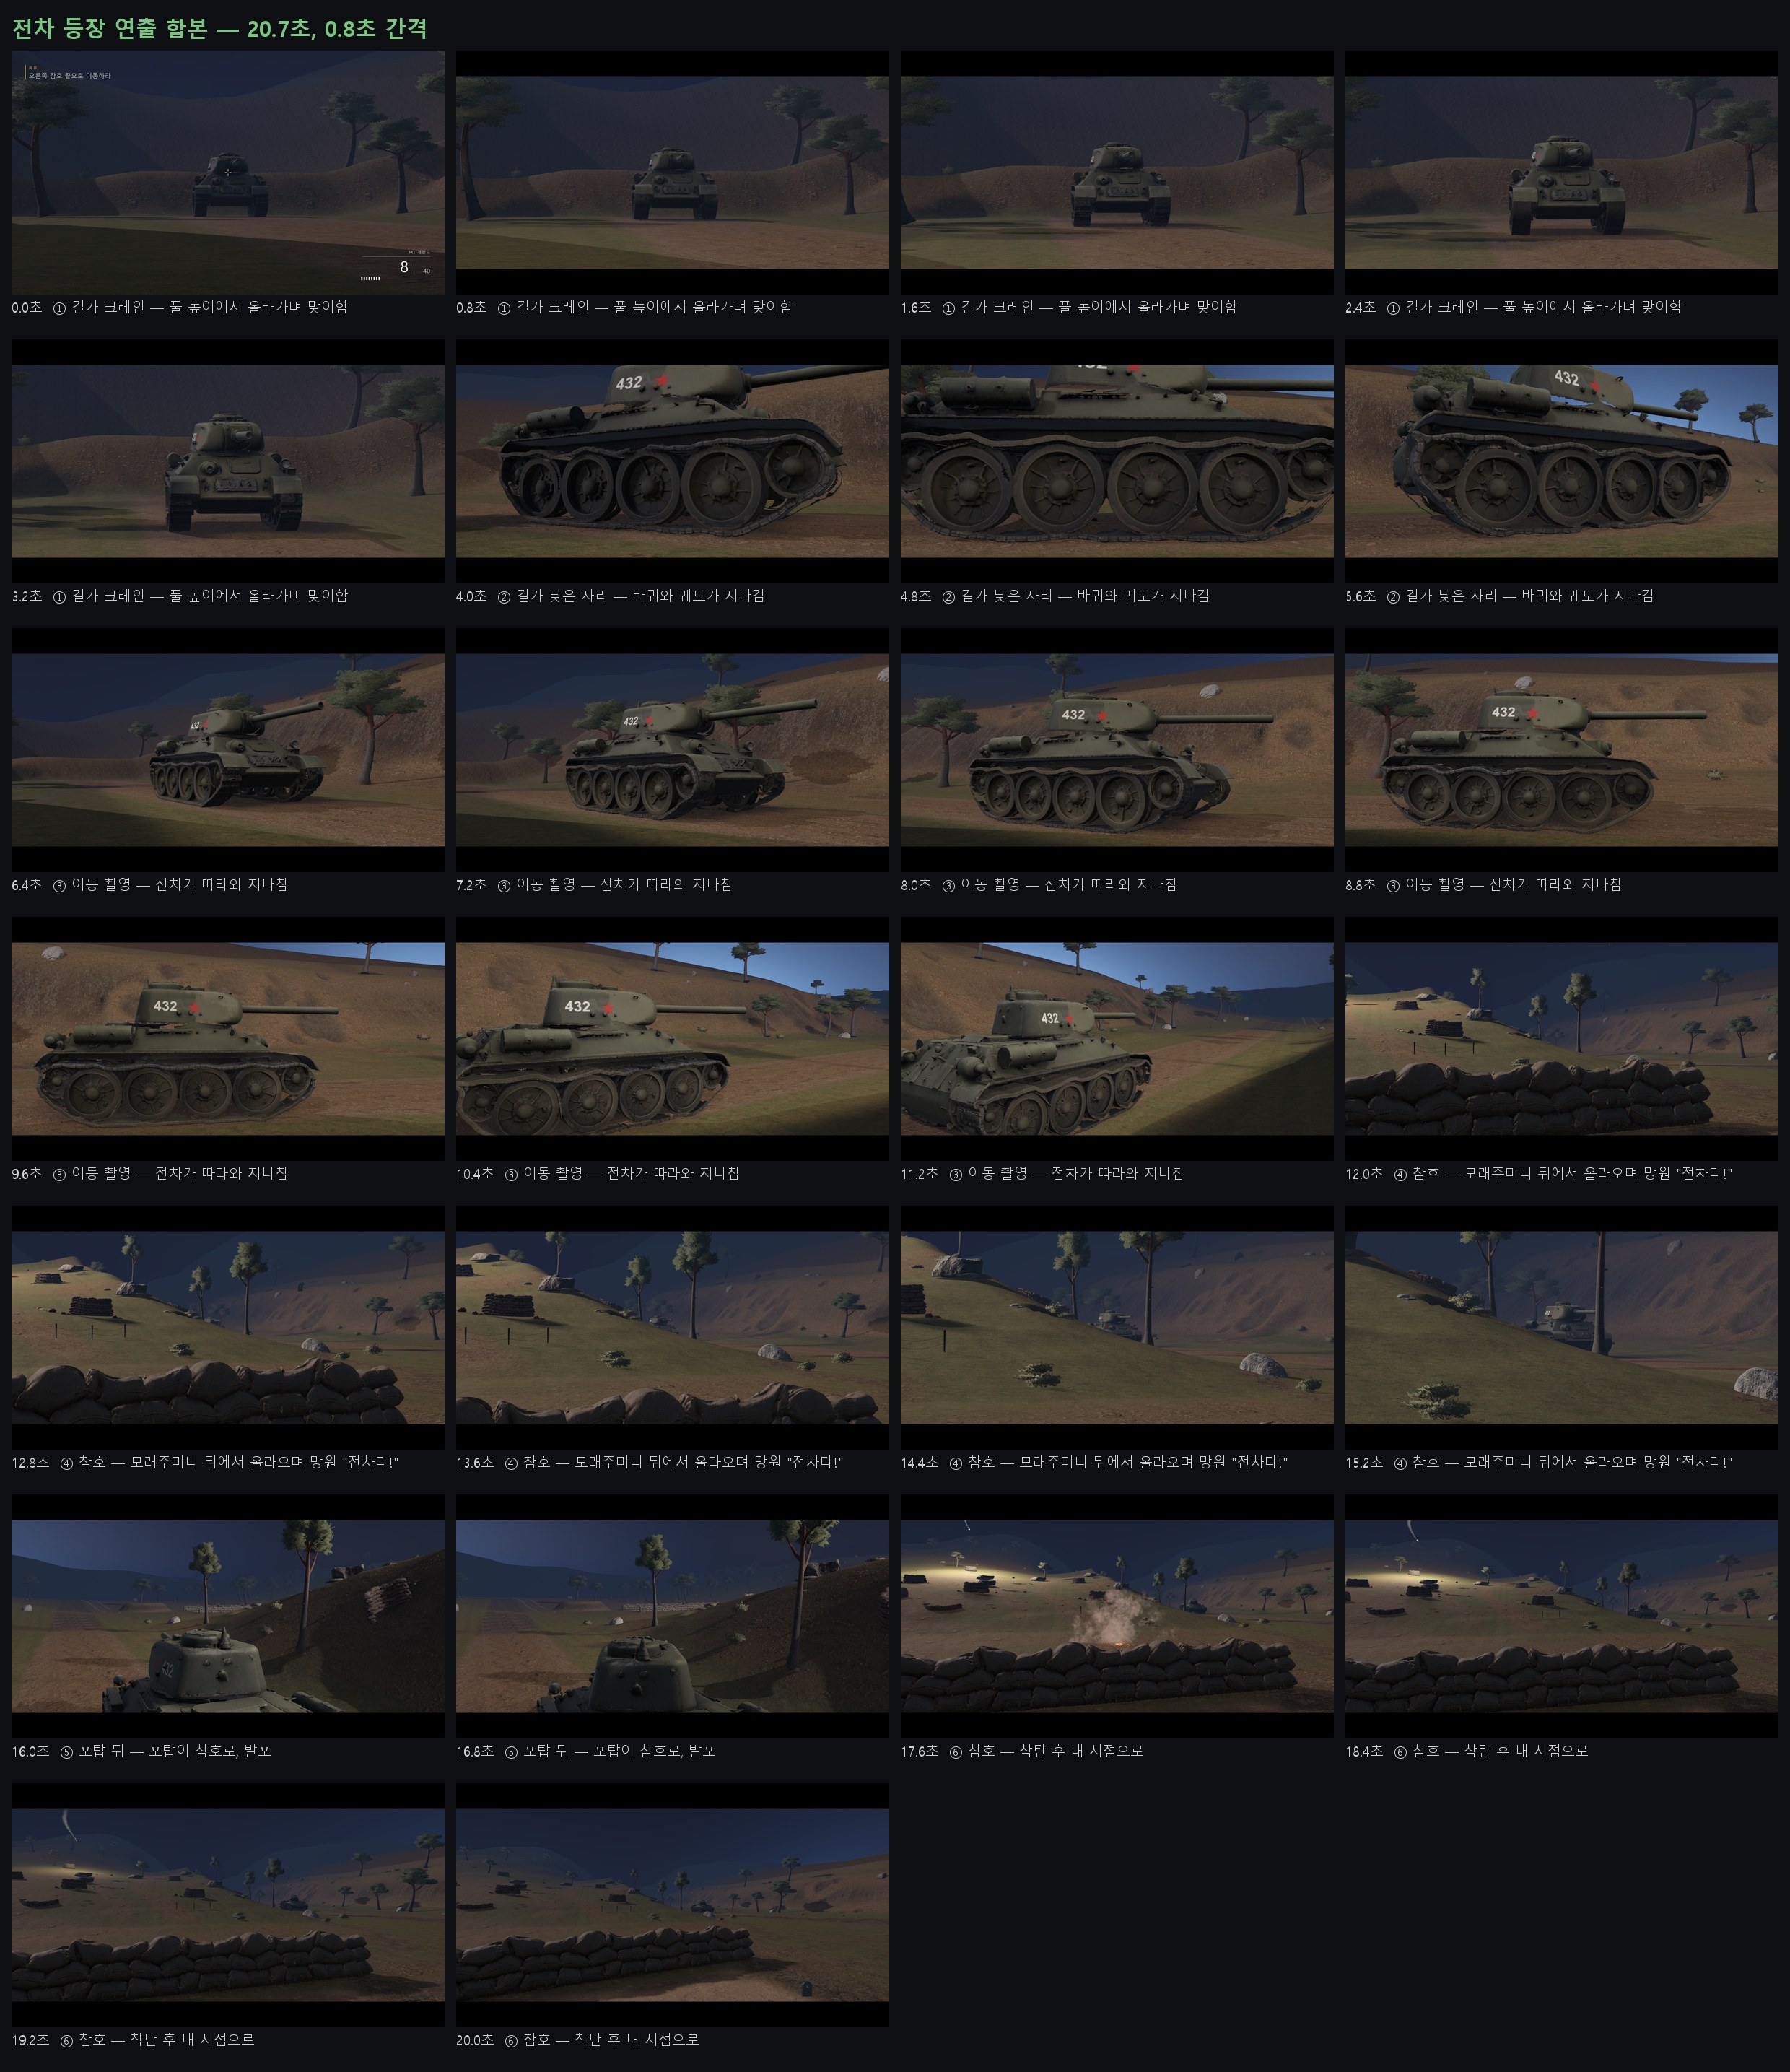 전차 등장 연출 합본 — 20.7초, 0.8초 간격
목표
오른쪽 참호 끝으로 이동하라
8 40
0.0초 ① 길가 크레인 — 풀 높이에서 올라가며 맞이함
0.8초 ① 길가 크레인 — 풀 높이에서 올라가며 맞이함
1.6초 ① 길가 크레인 — 풀 높이에서 올라가며 맞이함
2.4초 ① 길가 크레인 — 풀 높이에서 올라가며 맞이함
432
432
432
3.2초 ① 길가 크레인 — 풀 높이에서 올라가며 맞이함
4.0초 ② 길가 낮은 자리 — 바퀴와 궤도가 지나감
4.8초 ② 길가 낮은 자리 — 바퀴와 궤도가 지나감
5.6초 ② 길가 낮은 자리 — 바퀴와 궤도가 지나감
432
432
432
432
6.4초 ③ 이동 촬영 — 전차가 따라와 지나침
7.2초 ③ 이동 촬영 — 전차가 따라와 지나침
8.0초 ③ 이동 촬영 — 전차가 따라와 지나침
8.8초 ③ 이동 촬영 — 전차가 따라와 지나침
432
432
432
9.6초 ③ 이동 촬영 — 전차가 따라와 지나침
10.4초 ③ 이동 촬영 — 전차가 따라와 지나침
11.2초 ③ 이동 촬영 — 전차가 따라와 지나침
12.0초 ④ 참호 — 모래주머니 뒤에서 올라오며 망원 "전차다!"
12.8초 ④ 참호 — 모래주머니 뒤에서 올라오며 망원 "전차다!"
13.6초 ④ 참호 — 모래주머니 뒤에서 올라오며 망원 "전차다!"
14.4초 ④ 참호 — 모래주머니 뒤에서 올라오며 망원 "전차다!"
15.2초 ④ 참호 — 모래주머니 뒤에서 올라오며 망원 "전차다!"
432
16.0초 ⑤ 포탑 뒤 — 포탑이 참호로, 발포
16.8초 ⑤ 포탑 뒤 — 포탑이 참호로, 발포
17.6초 ⑥ 참호 — 착탄 후 내 시점으로
18.4초 ⑥ 참호 — 착탄 후 내 시점으로
19.2초 ⑥ 참호 — 착탄 후 내 시점으로
20.0초 ⑥ 참호 — 착탄 후 내 시점으로